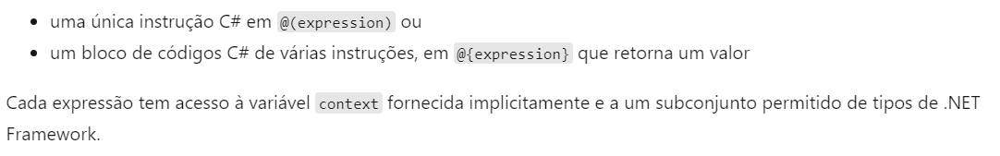 • uma única instrução C# em @(expression) ou
• um bloco de códigos C# de várias instruções, em @{expression} que retorna um valor
Cada expressão tem acesso à variável context fornecida implicitamente e a um subconjunto permitido de tipos de .NET
Framework.